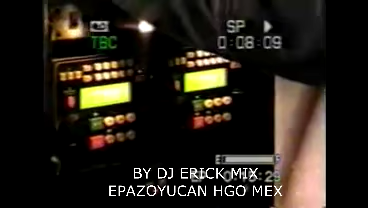 SP
TBC
0:08:09
BY DJ ERICK MIX
EPAZOYUCAN HGO MEX